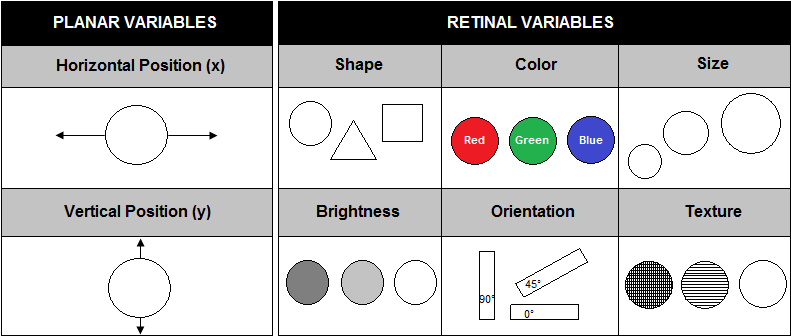 PLANAR VARIABLES
RETINAL VARIABLES
Horizontal Position (x)
Shape
Color
Size
Red
Green
Blue
Vertical Position (y)
Brightness
Orientation
Texture
90°
45°
0°